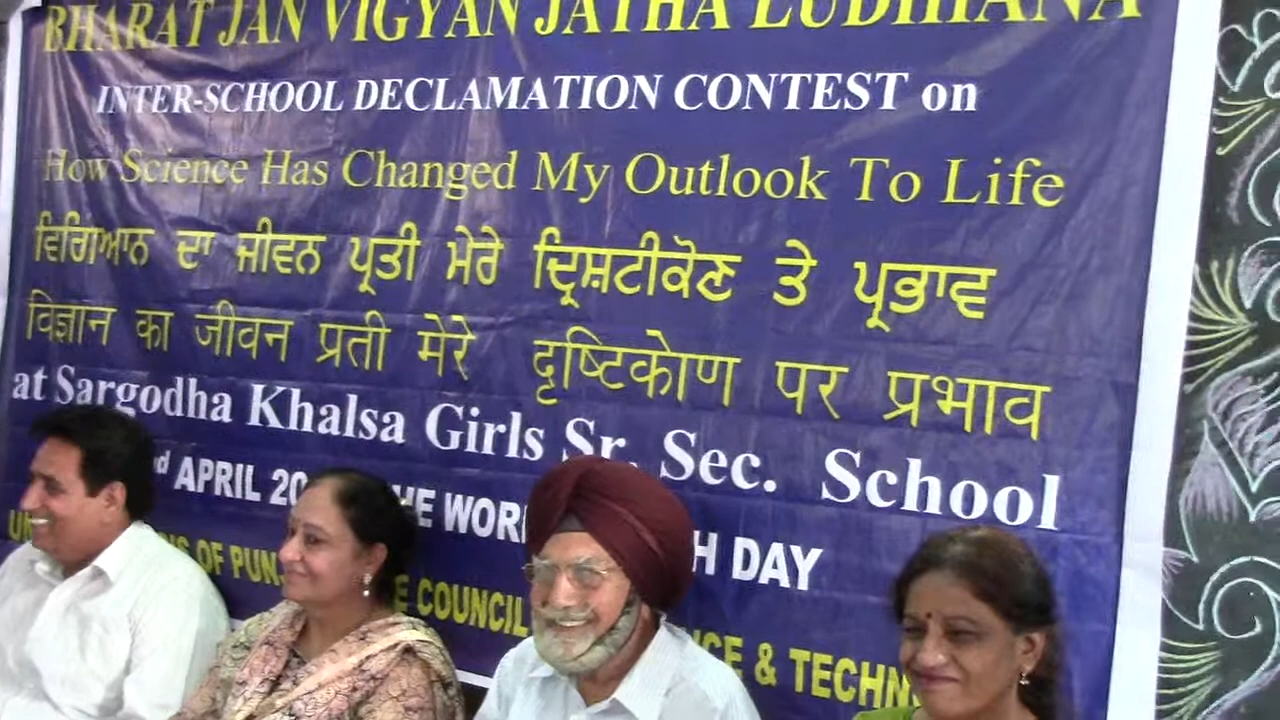 BHARAT JAN VIGYAN JATHA LUDHIANA
INTER-SCHOOL DECLAMATION CONTEST on
How Science Has Changed My Outlook To Life
ਵਿਗਿਆਨ ਦਾ ਜੀਵਨ ਪ੍ਰਤੀ ਮੇਰੇ ਦ੍ਰਿਸ਼ਟੀਕੋਣ ਤੇ ਪ੍ਰਭਾਵ
विज्ञान का जीवन प्रती मेरे दृष्टिकोण पर प्रभाव
at Sargodha Khalsa Girls Sr. Sec. School
APRIL DAY
OF COUNCIL & TECHN